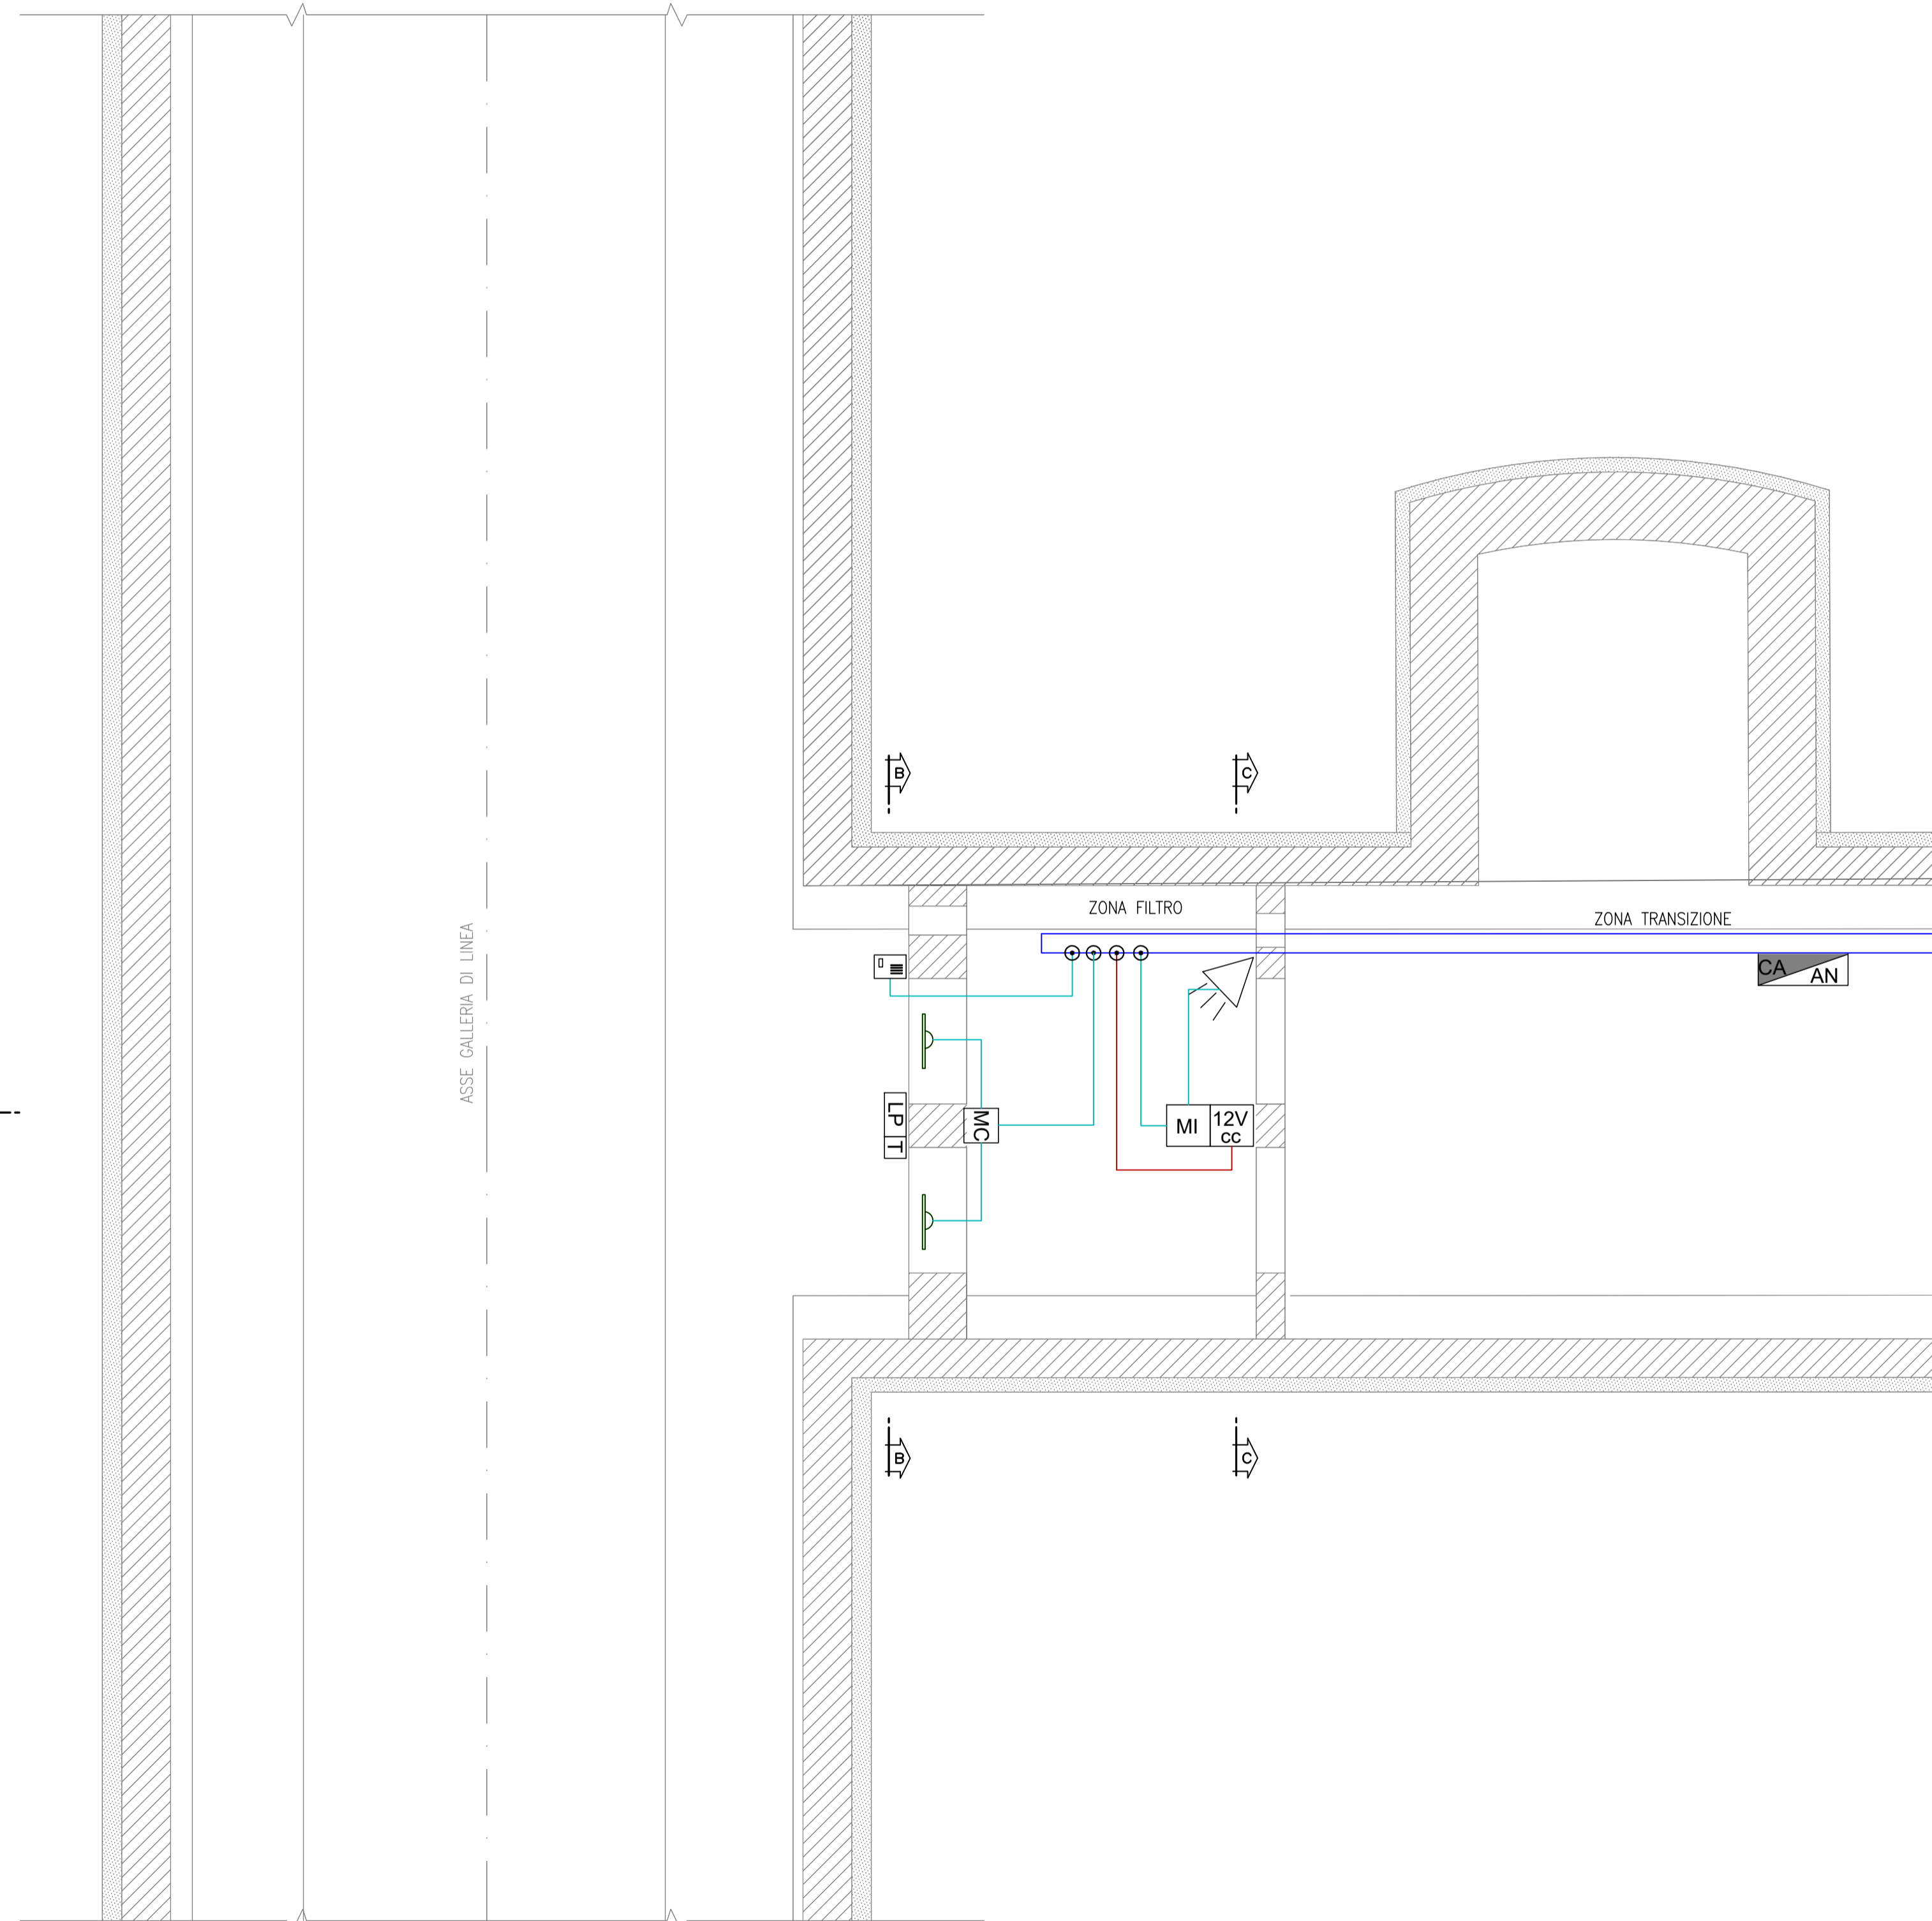 B
C
ZONA FILTRO
ZONA TRANSIZIONE
CA
AN
ASSE GALLERIA DI LINEA
LP T
MC
MI
12V
cc
B
C